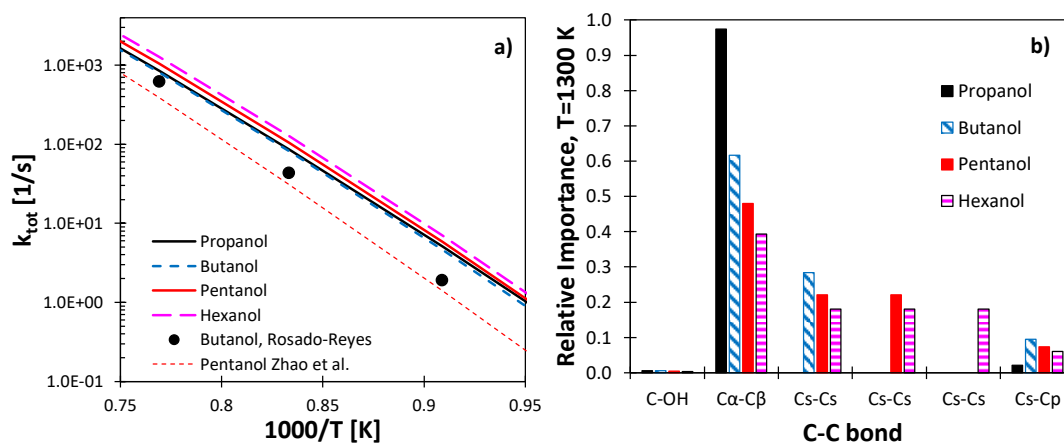 a)
k_tot [1/s]
1.0E+03
1.0E+02
1.0E+01
1.0E+00
1.0E-01
Propanol
Butanol
Pentanol
Hexanol
Butanol, Rosado-Reyes
Pentanol Zhao et al.
0.75 0.85 0.95
1000/T [K]
b)
Relative Importance, T=1300 K
1.0
0.9
0.8
0.7
0.6
0.5
0.4
0.3
0.2
0.1
0.0
Propanol
Butanol
Pentanol
Hexanol
C-OH Cα-Cβ Cs-Cs Cs-Cs Cs-Cs Cs-Cp
C-C bond